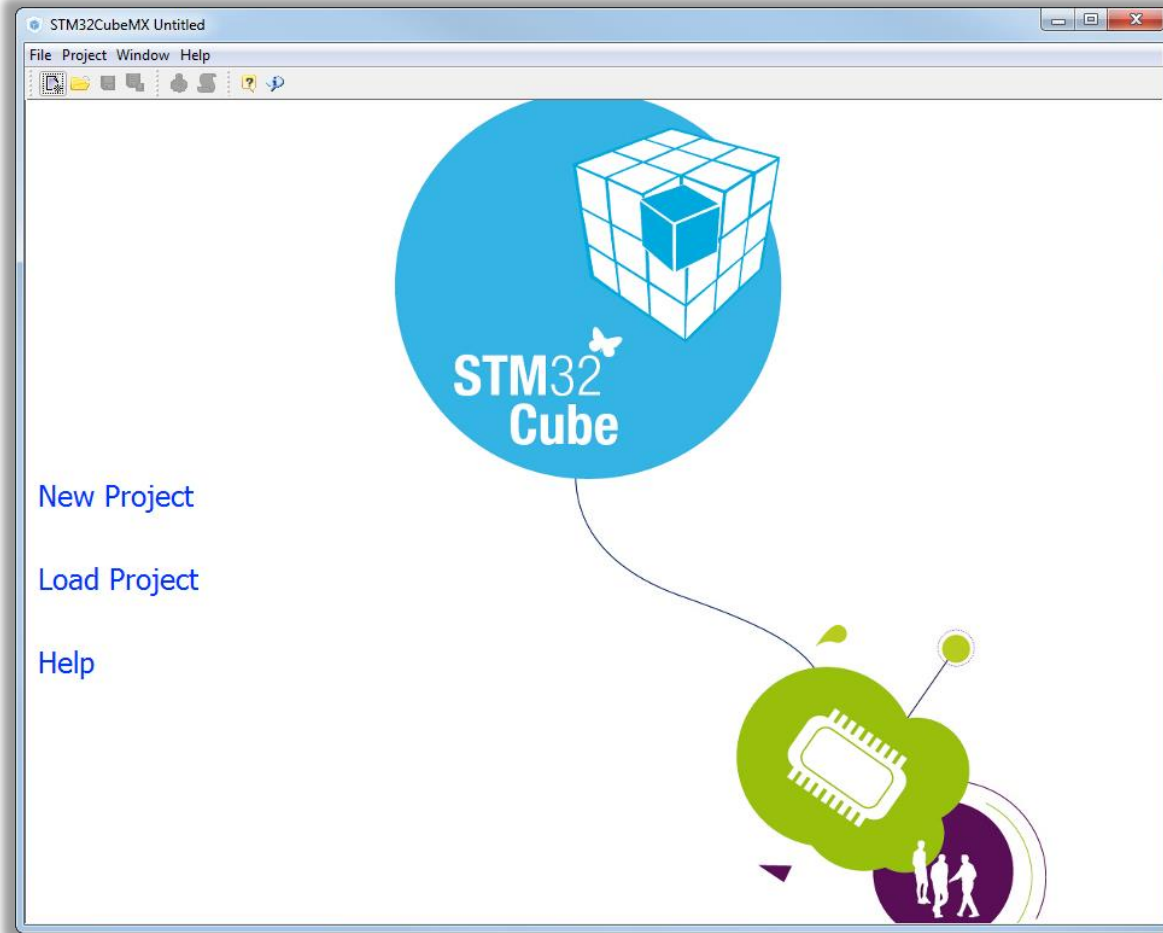 STM32CubeMX Untitled
File Project Window Help
STM32
Cube
New Project
Load Project
Help